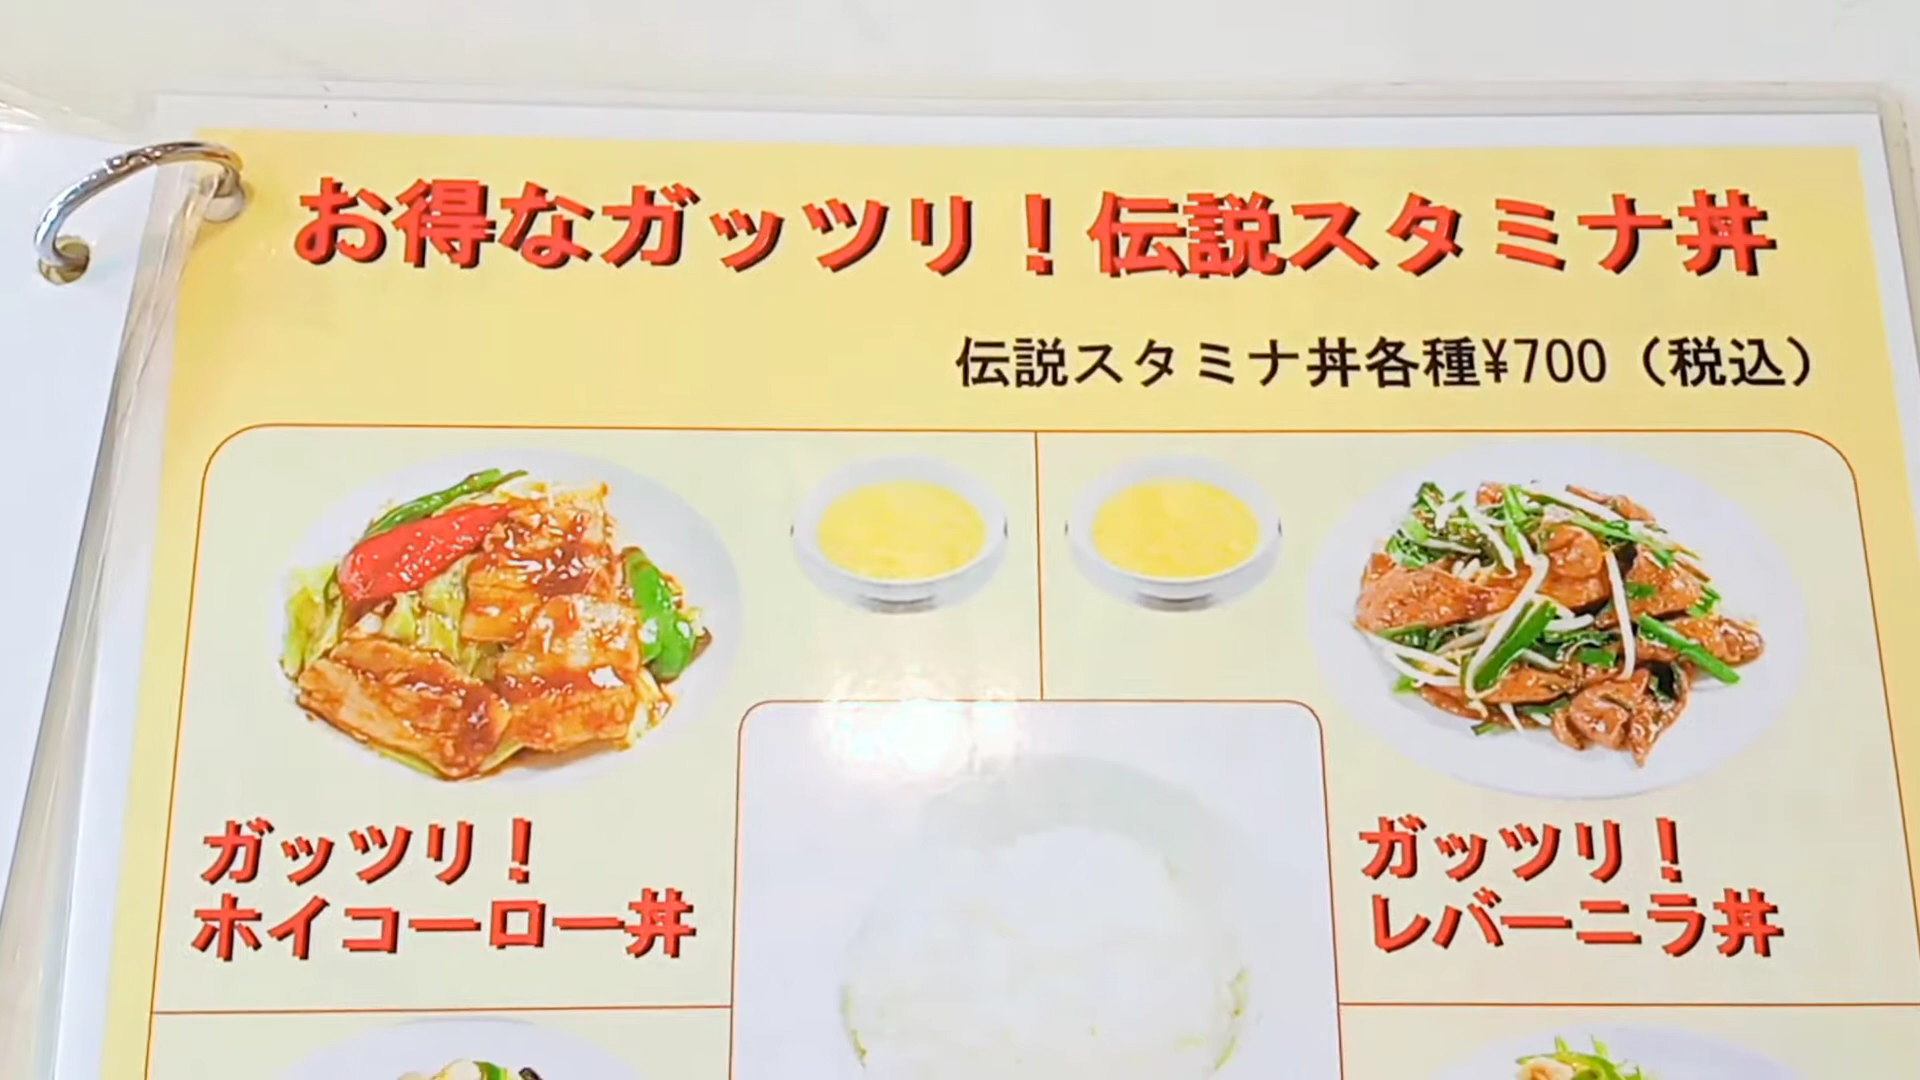 お得なガッツリ！伝説スタミナ丼
伝説スタミナ丼各種¥700（税込）
ガッツリ！
ホイコーロー丼
ガッツリ！
レバーニラ丼